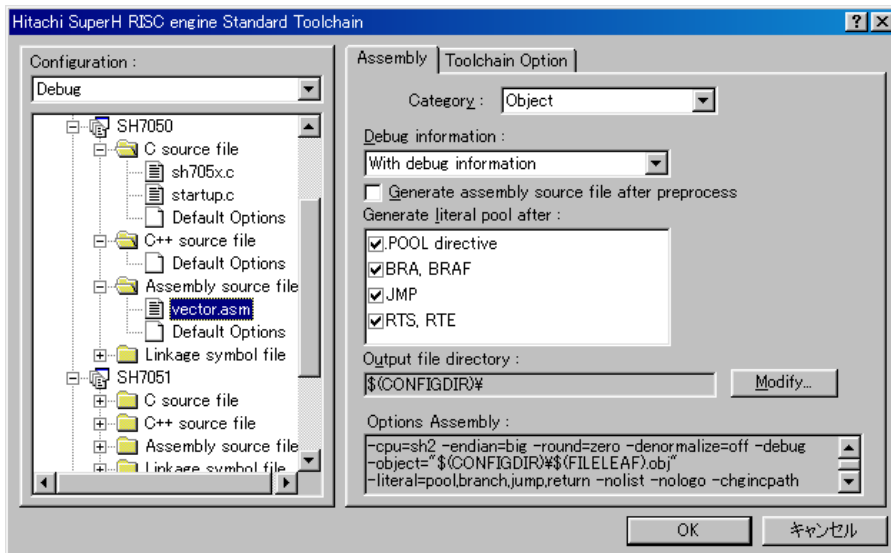 Hitachi SuperH RISC engine Standard Toolchain
Configuration :
Debug
SH7050
C source file
sh705x.c
startup.c
Default Options
C++ source file
Default Options
Assembly source file
vector.asm
Default Options
Linkage symbol file
SH7051
C source file
C++ source file
Assembly source file
Linkage symbol file
Assembly
Toolchain Option
Category :
Object
Debug information :
With debug information
Generate assembly source file after preprocess
Generate literal pool after :
.POOL directive
BRA, BRAF
JMP
RTS, RTE
Output file directory :
$(CONFIGDIR)¥
Modify...
Options Assembly :
-cpu=sh2 -endian=big -round=zero -denormalize=off -debug
-object="$(CONFIGDIR)¥$(FILELEAF).obj"
-literal=pool,branch,jump,return -nolist -nologo -chgincpath
OK
キャンセル